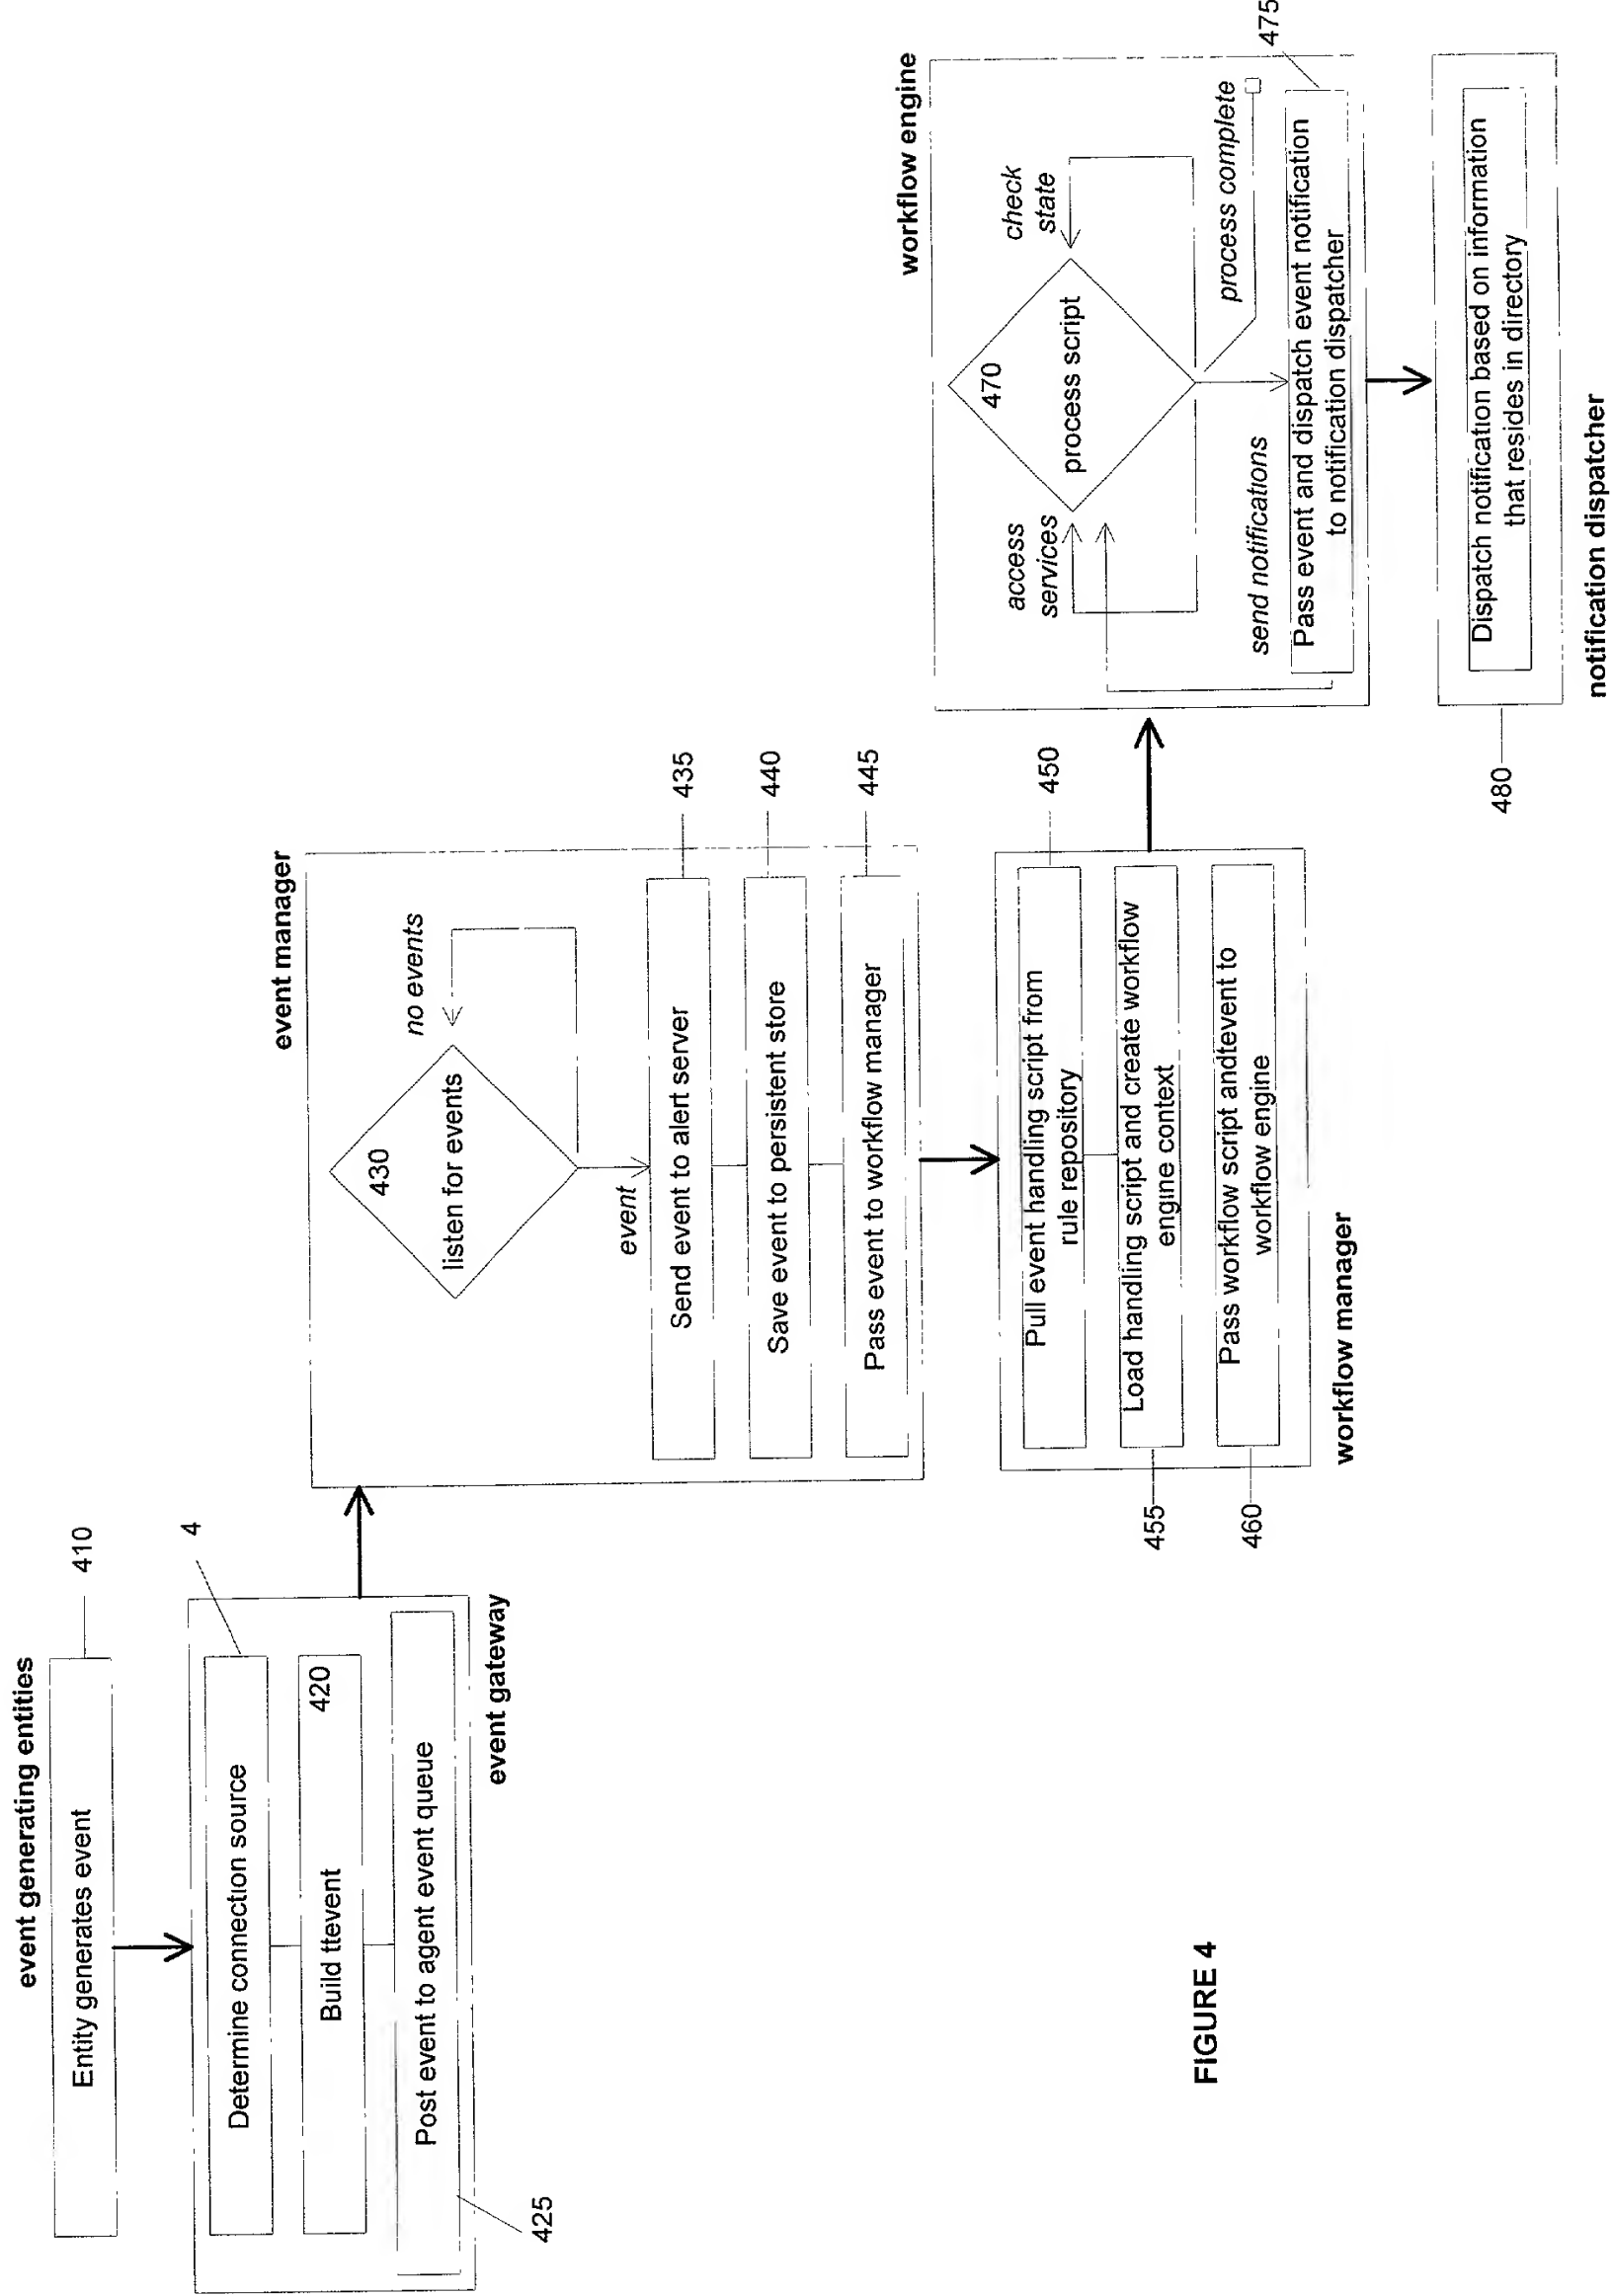 event generating entities
Entity generates event
410
4
Determine connection source
420
Build ttevent
Post event to agent event queue
425
event gateway
event manager
no events
430
listen for events
event
Send event to alert server
435
Save event to persistent store
440
Pass event to workflow manager
445
Pull event handling script from
rule repository
450
Load handling script and create workflow
engine context
455
Pass workflow script andtevent to
workflow engine
460
workflow manager
workflow engine
check
state
470
process script
access
services
process complete
send notifications
475
Pass event and dispatch event notification
to notification dispatcher
Dispatch notification based on information
that resides in directory
480
notification dispatcher
FIGURE 4